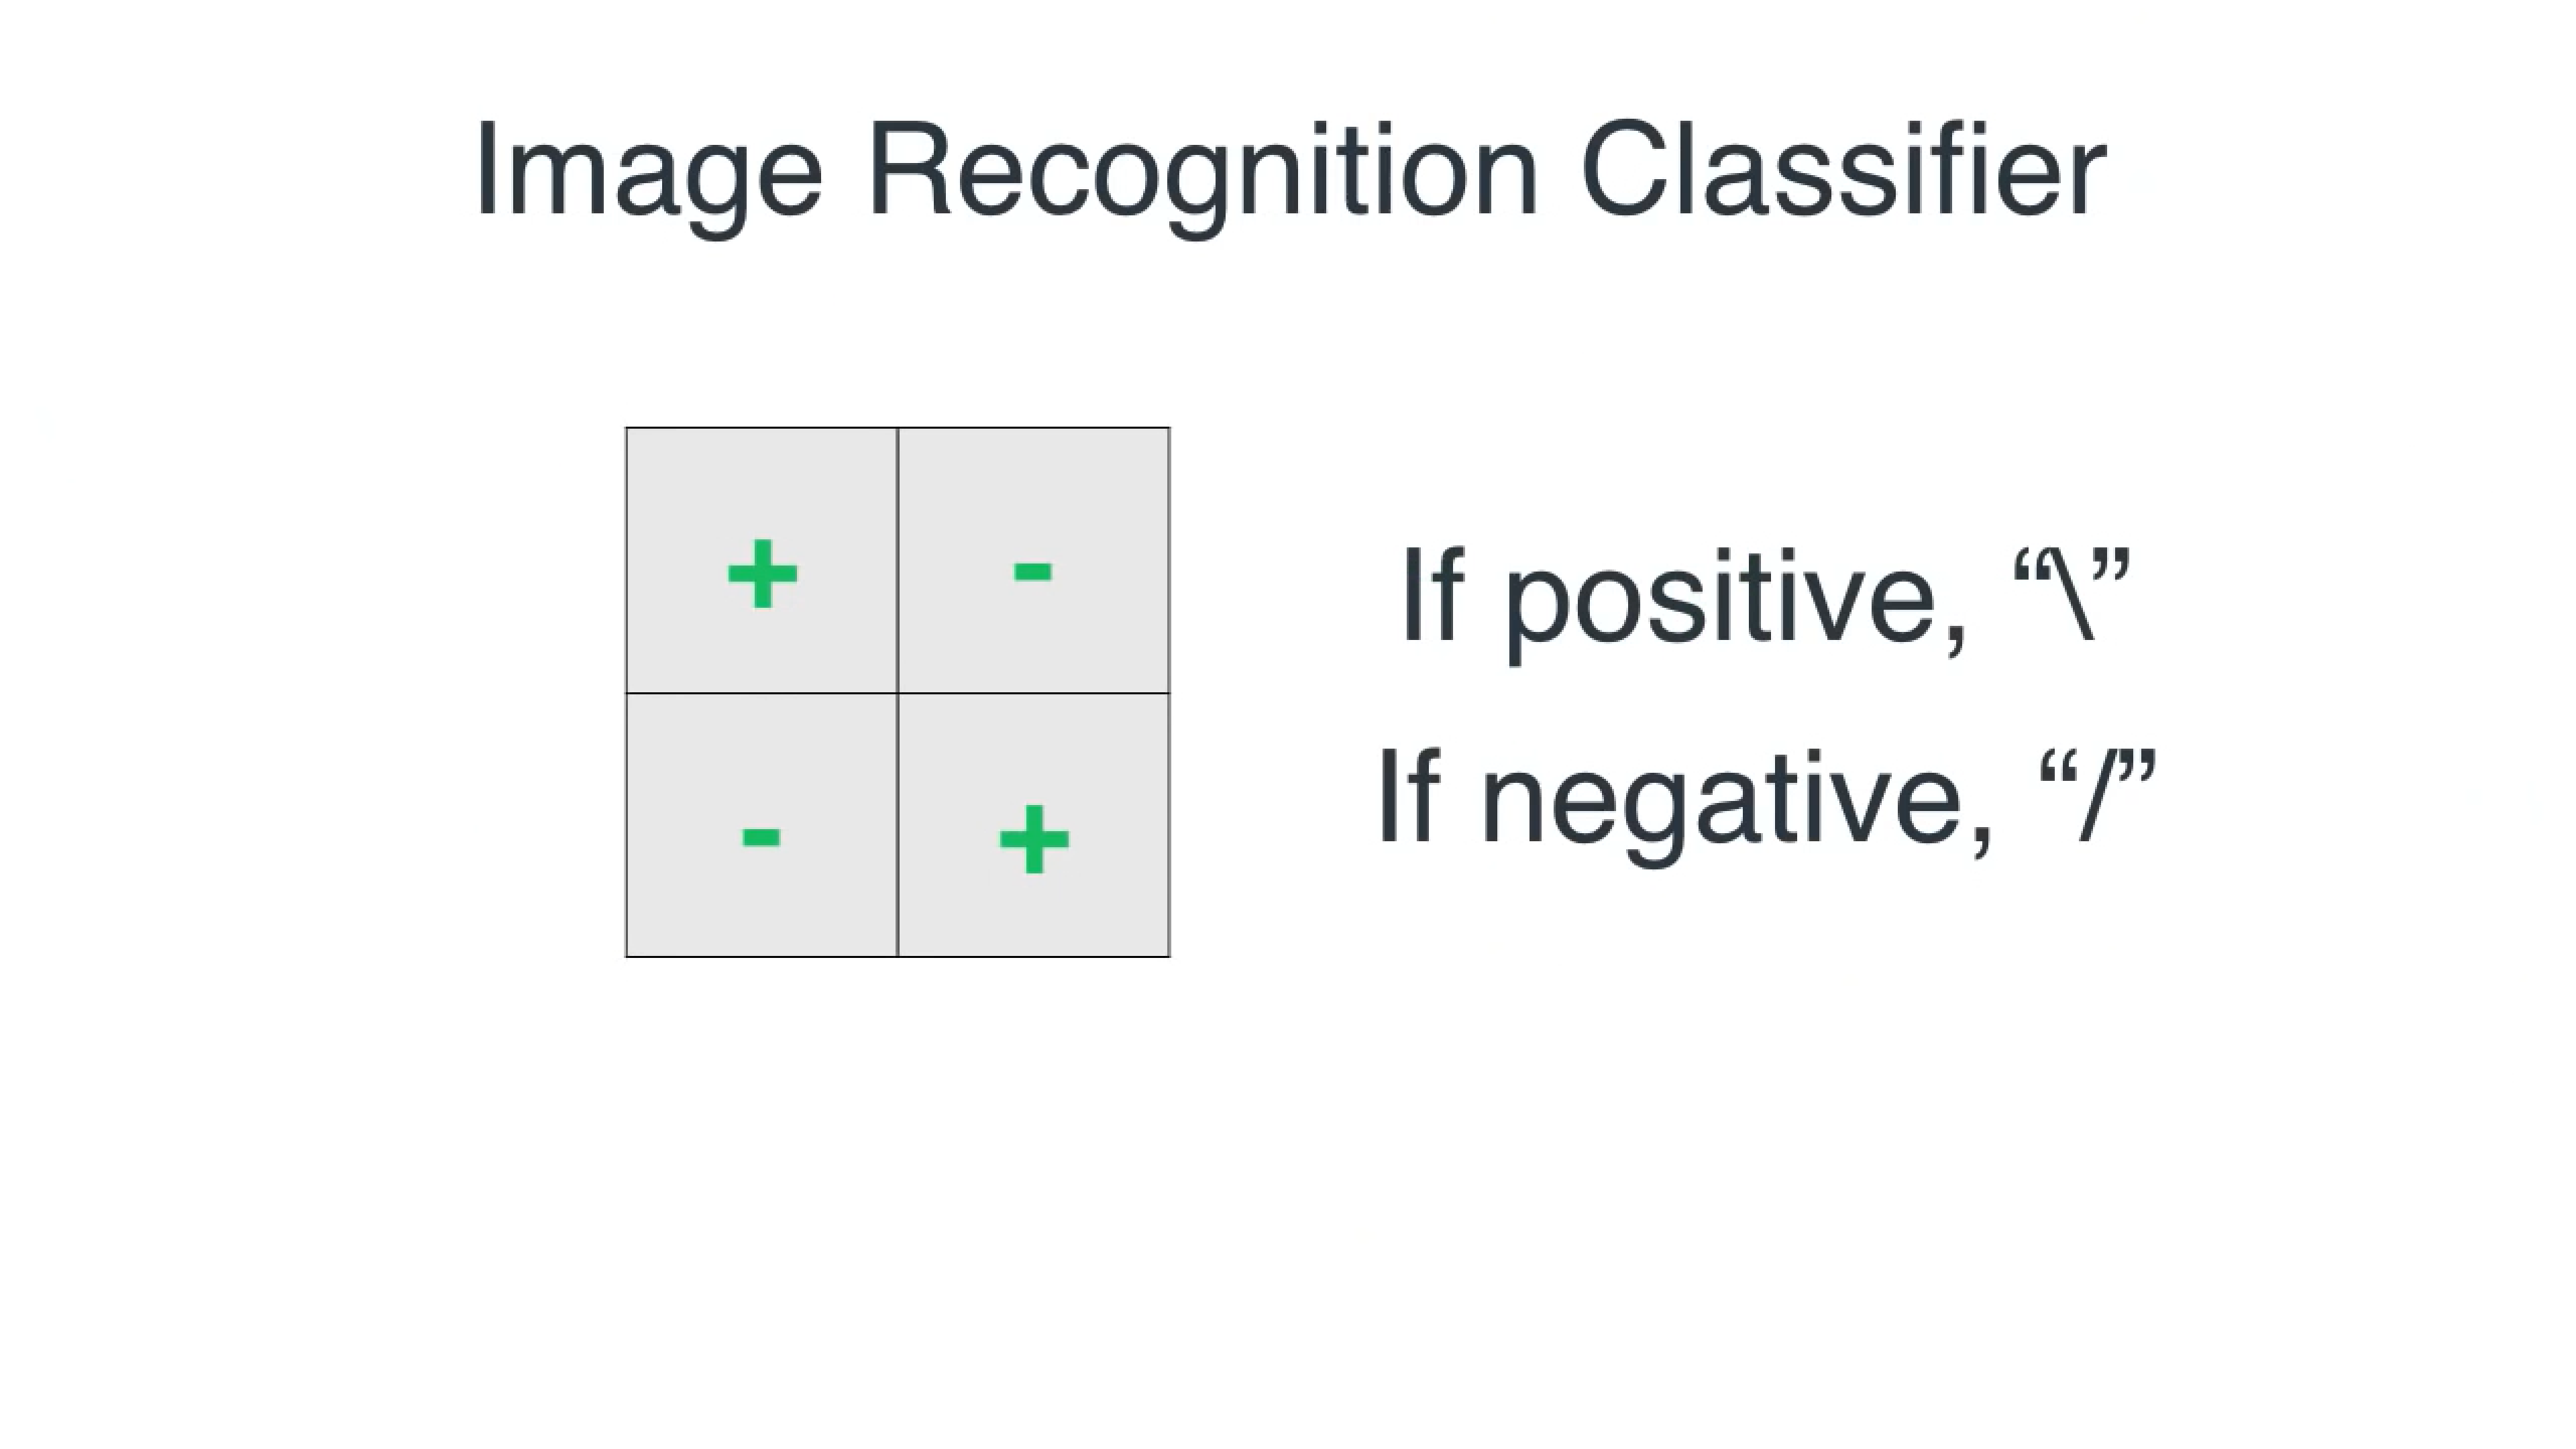 Image Recognition Classifier
+ -
- +
If positive, “\”
If negative, “/”